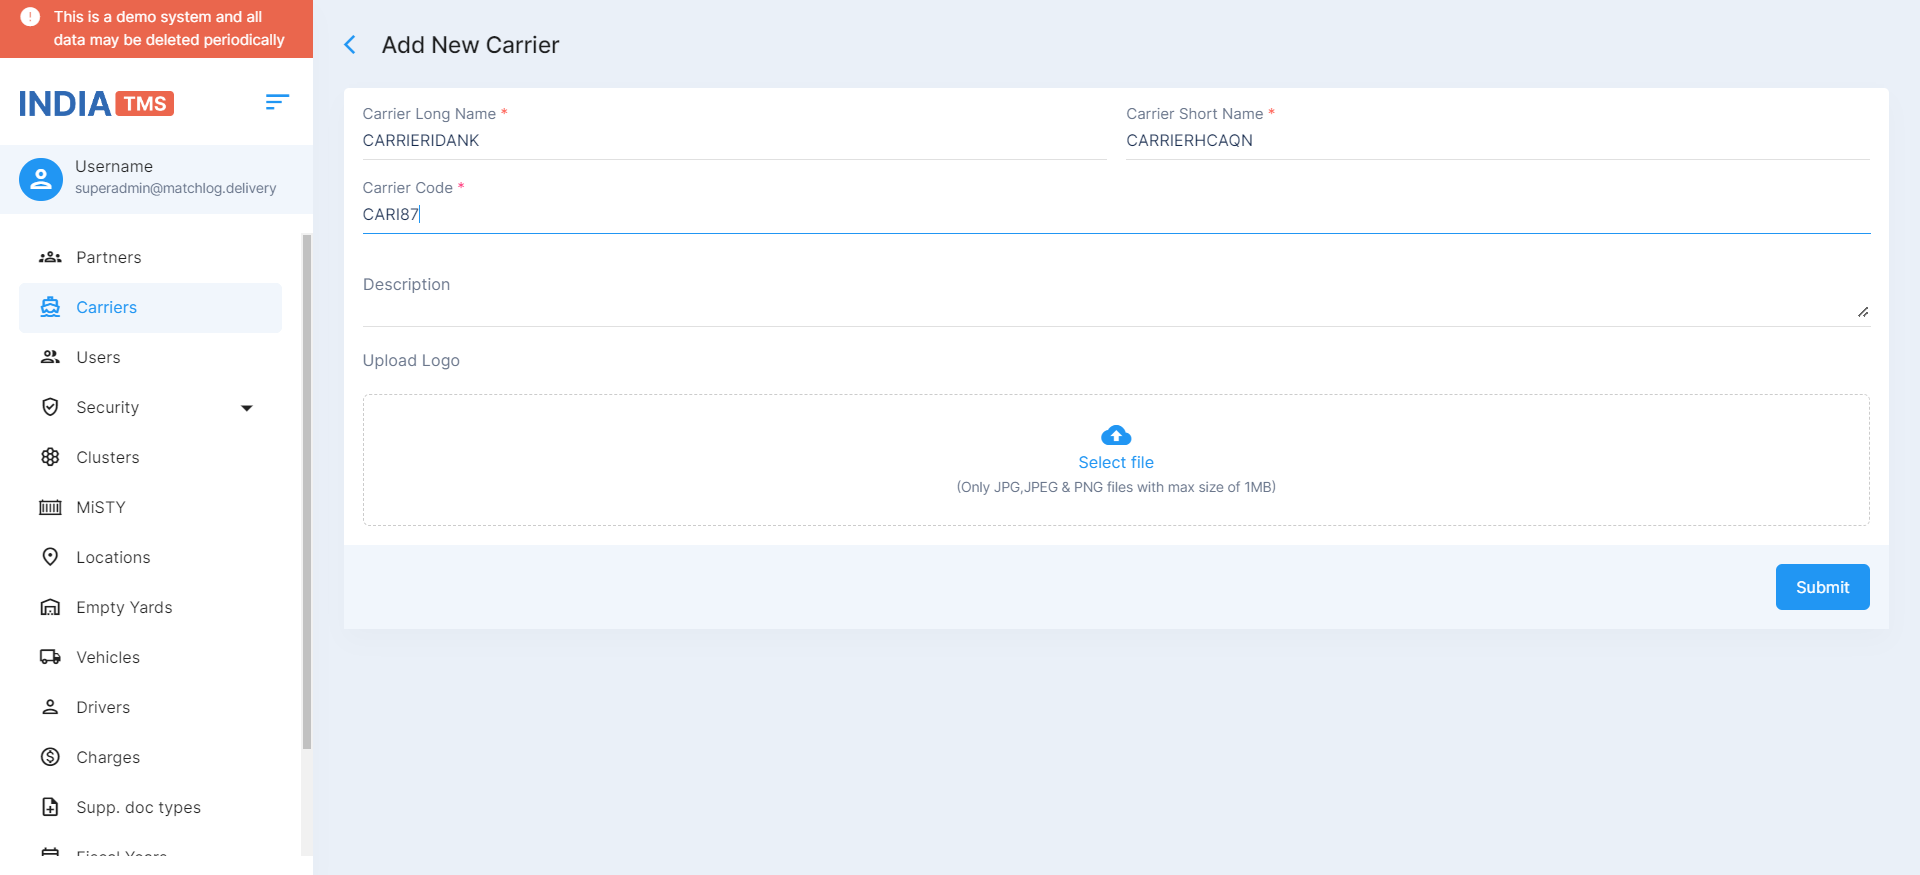 This is a demo system and all
data may be deleted periodically
INDIA TMS
Username
superadmin@matchlog.delivery
Partners
Carriers
Users
Security
Clusters
MiSTY
Locations
Empty Yards
Vehicles
Drivers
Charges
Supp. doc types
Fiscal Years
Add New Carrier
Carrier Long Name *
CARRIERIDANK
Carrier Short Name *
CARRIERHCAQN
Carrier Code *
CARI87
Description
Upload Logo
Select file
(Only JPG,JPEG & PNG files with max size of 1MB)
Submit